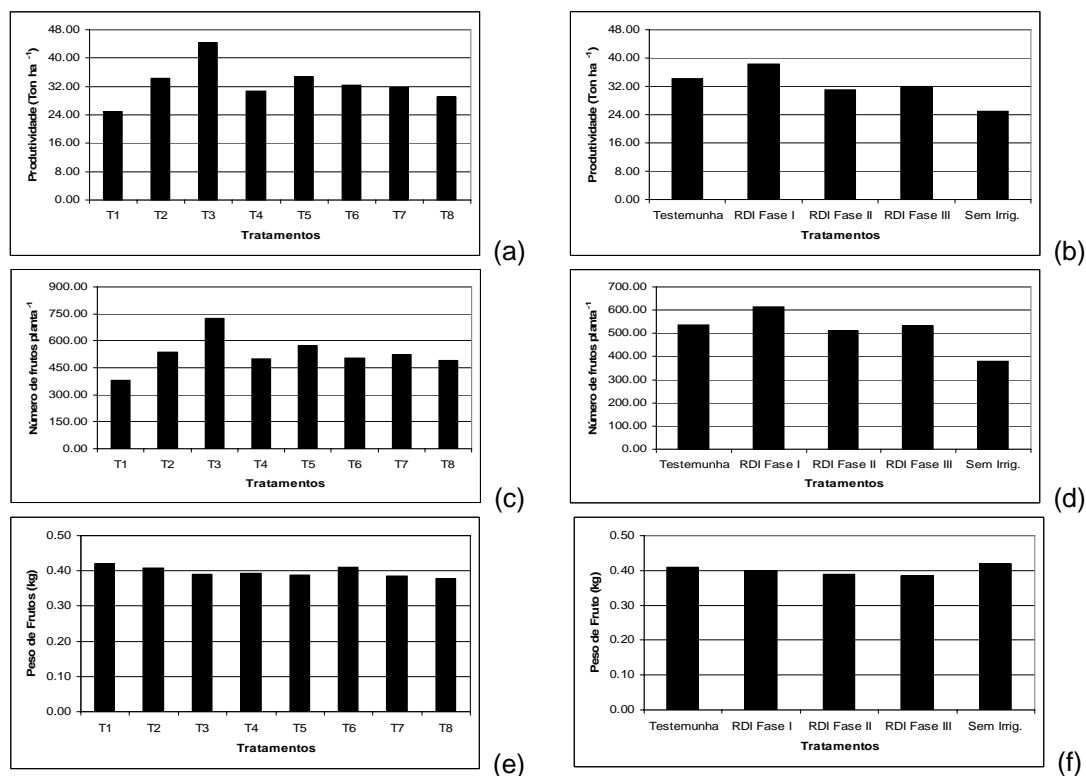 Produtividade (Ton ha⁻¹)
48.00
40.00
32.00
24.00
16.00
8.00
0.00
T1 T2 T3 T4 T5 T6 T7 T8
Tratamentos
(a)
Produtividade (Ton ha⁻¹)
48.00
40.00
32.00
24.00
16.00
8.00
0.00
Testemunha RDI Fase I RDI Fase II RDI Fase III Sem Irrig.
Tratamentos
(b)
Número de frutos planta⁻¹
900.00
750.00
600.00
450.00
300.00
150.00
0.00
T1 T2 T3 T4 T5 T6 T7 T8
Tratamentos
(c)
Número de frutos planta⁻¹
700.00
600.00
500.00
400.00
300.00
200.00
100.00
0.00
Testemunha RDI Fase I RDI Fase II RDI Fase III Sem Irrig.
Tratamentos
(d)
Peso de Frutos (kg)
0.50
0.40
0.30
0.20
0.10
0.00
T1 T2 T3 T4 T5 T6 T7 T8
Tratamentos
(e)
Peso de Fruto (kg)
0.50
0.40
0.30
0.20
0.10
0.00
Testemunha RDI Fase I RDI Fase II RDI Fase III Sem Irrig.
Tratamentos
(f)